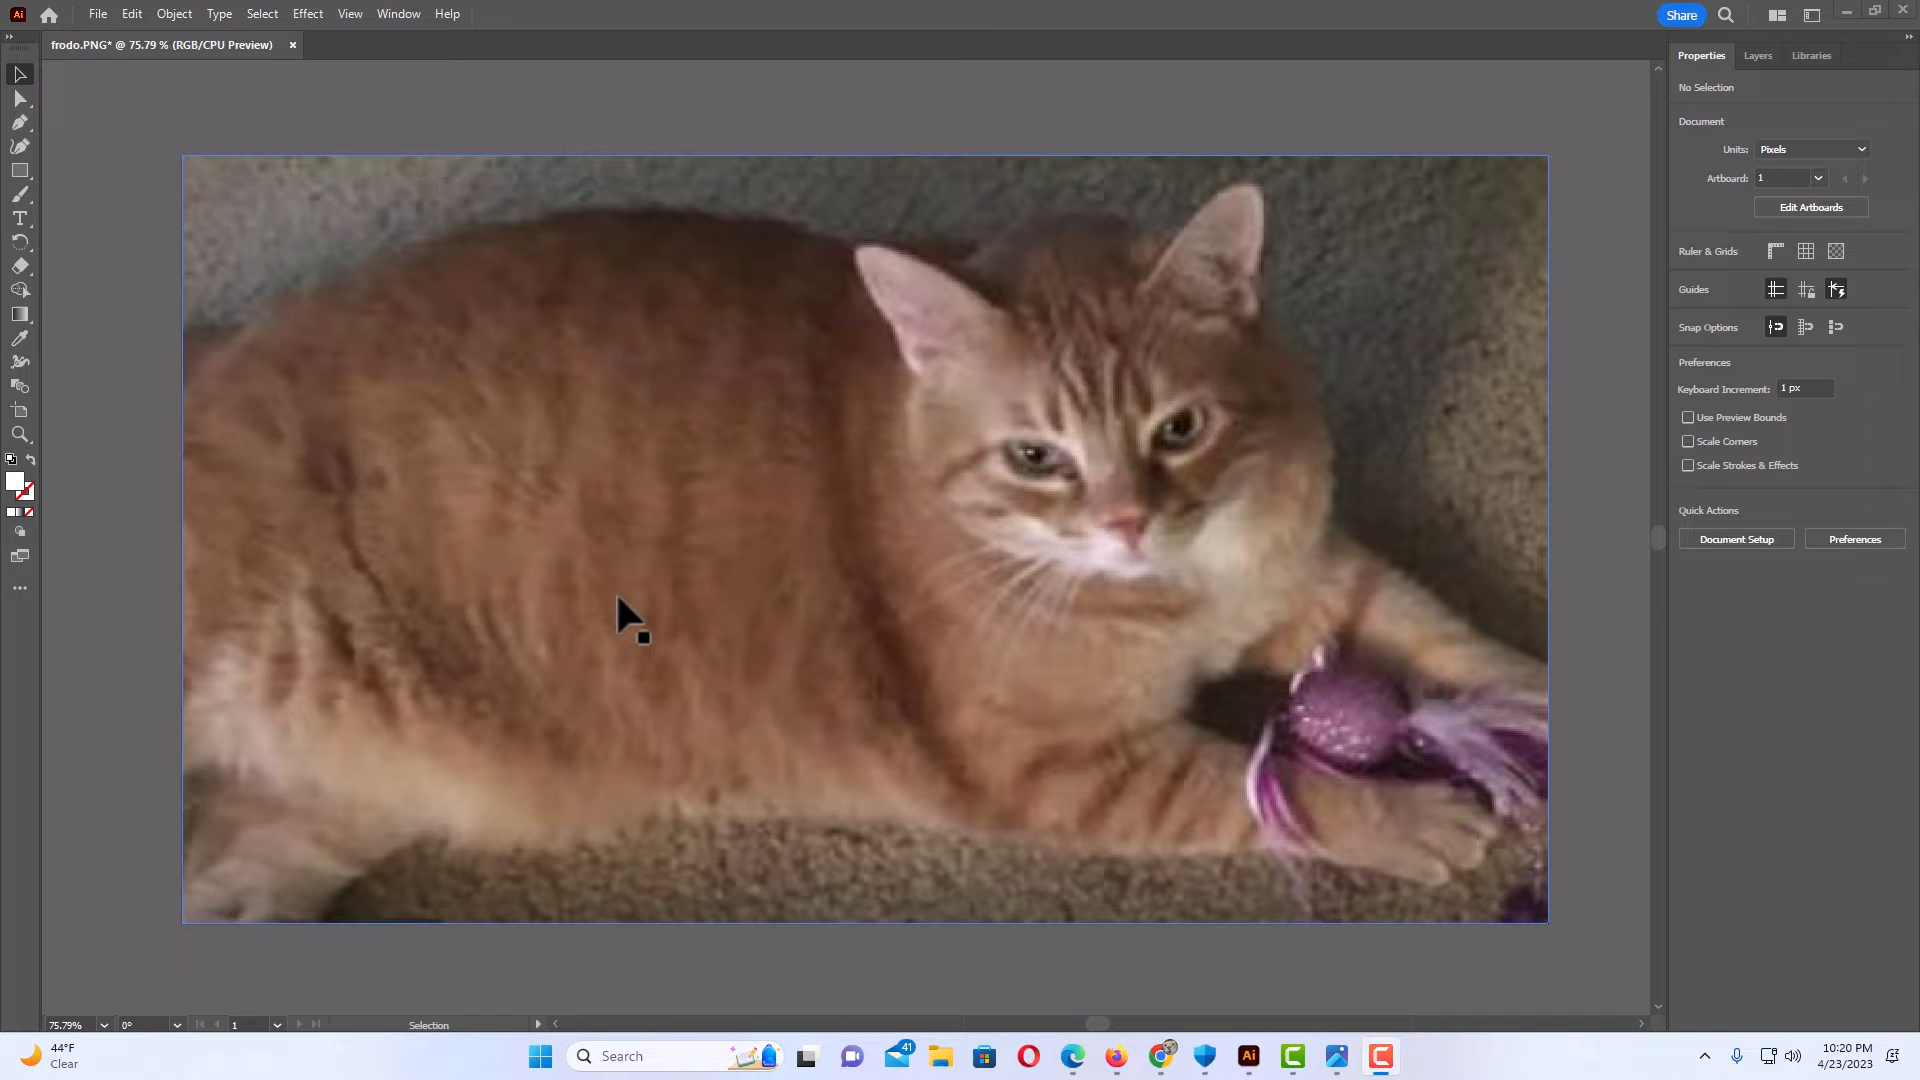 Ai File Edit Object Type Select Effect View Window Help Share
frodo.PNG* @ 75.79 % (RGB/CPU Preview) ×
Properties Layers Libraries
No Selection
Document
Units: Pixels
Artboard: 1
Edit Artboards
Ruler & Grids
Guides
Snap Options
Preferences
Keyboard Increment: 1 px
Use Preview Bounds
Scale Corners
Scale Strokes & Effects
Quick Actions
Document Setup Preferences
75.79% 0° 1 Selection
44°F
Clear
Search
41
Ai
10:20 PM
4/23/2023